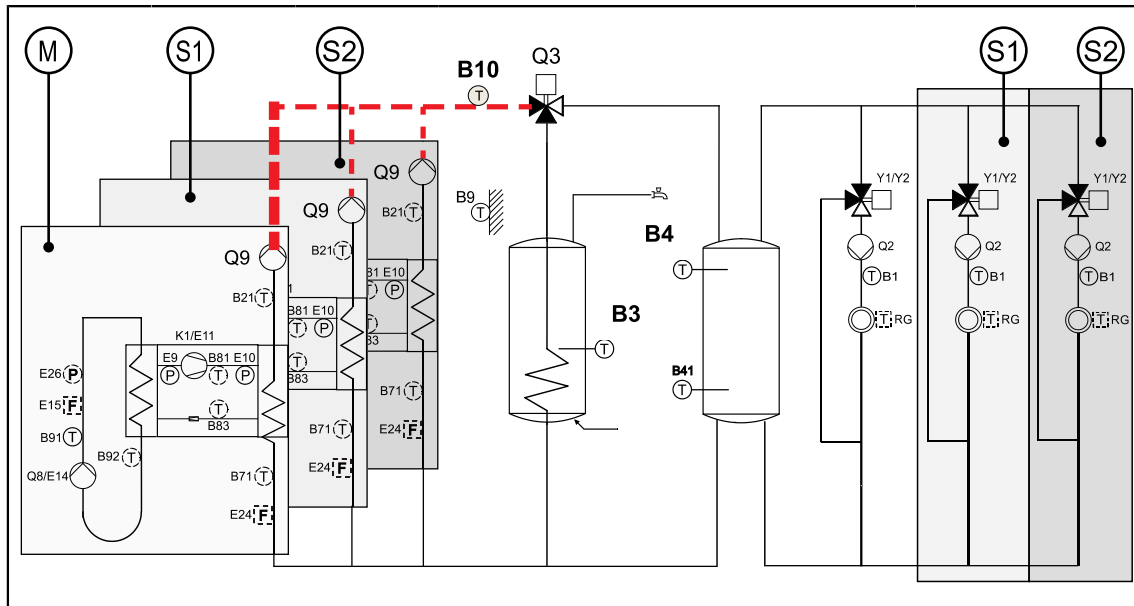 M
S1
S2
B10
Q3
S1
S2
T
Q9
Q9
Q9
B21 T
B21 T
B21 T
B9
T
B4
T
B3
T
B41
T
Y1/Y2
Y1/Y2
Y1/Y2
Q2
Q2
Q2
T B1
T B1
T B1
T RG
T RG
T RG
K1/E11
E9 B81 E10
P T P
T
B83
B81 E10
T P
T
B83
B81 E10
T P
T
B3
E26 P
E15 F
B91 T
B92 T
Q8/E14
B71 T
E24 F
B71 T
E24 F
B71 T
E24 F